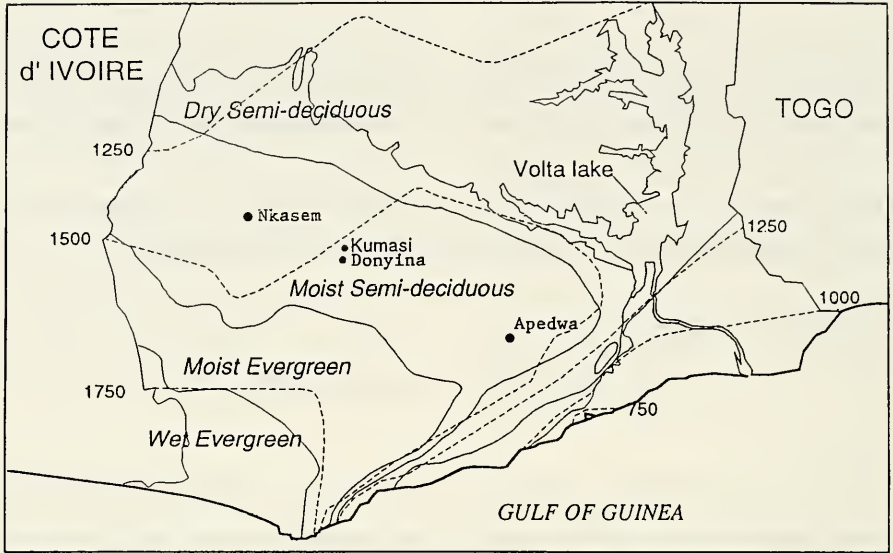 COTE
d' IVOIRE
Dry Semi-deciduous
TOGO
1250
Volta lake
Nkasem
1250
1500
Kumasi
Donyina
Moist Semi-deciduous
1000
Apedwa
Moist Evergreen
1750
750
Wet Evergreen
GULF OF GUINEA